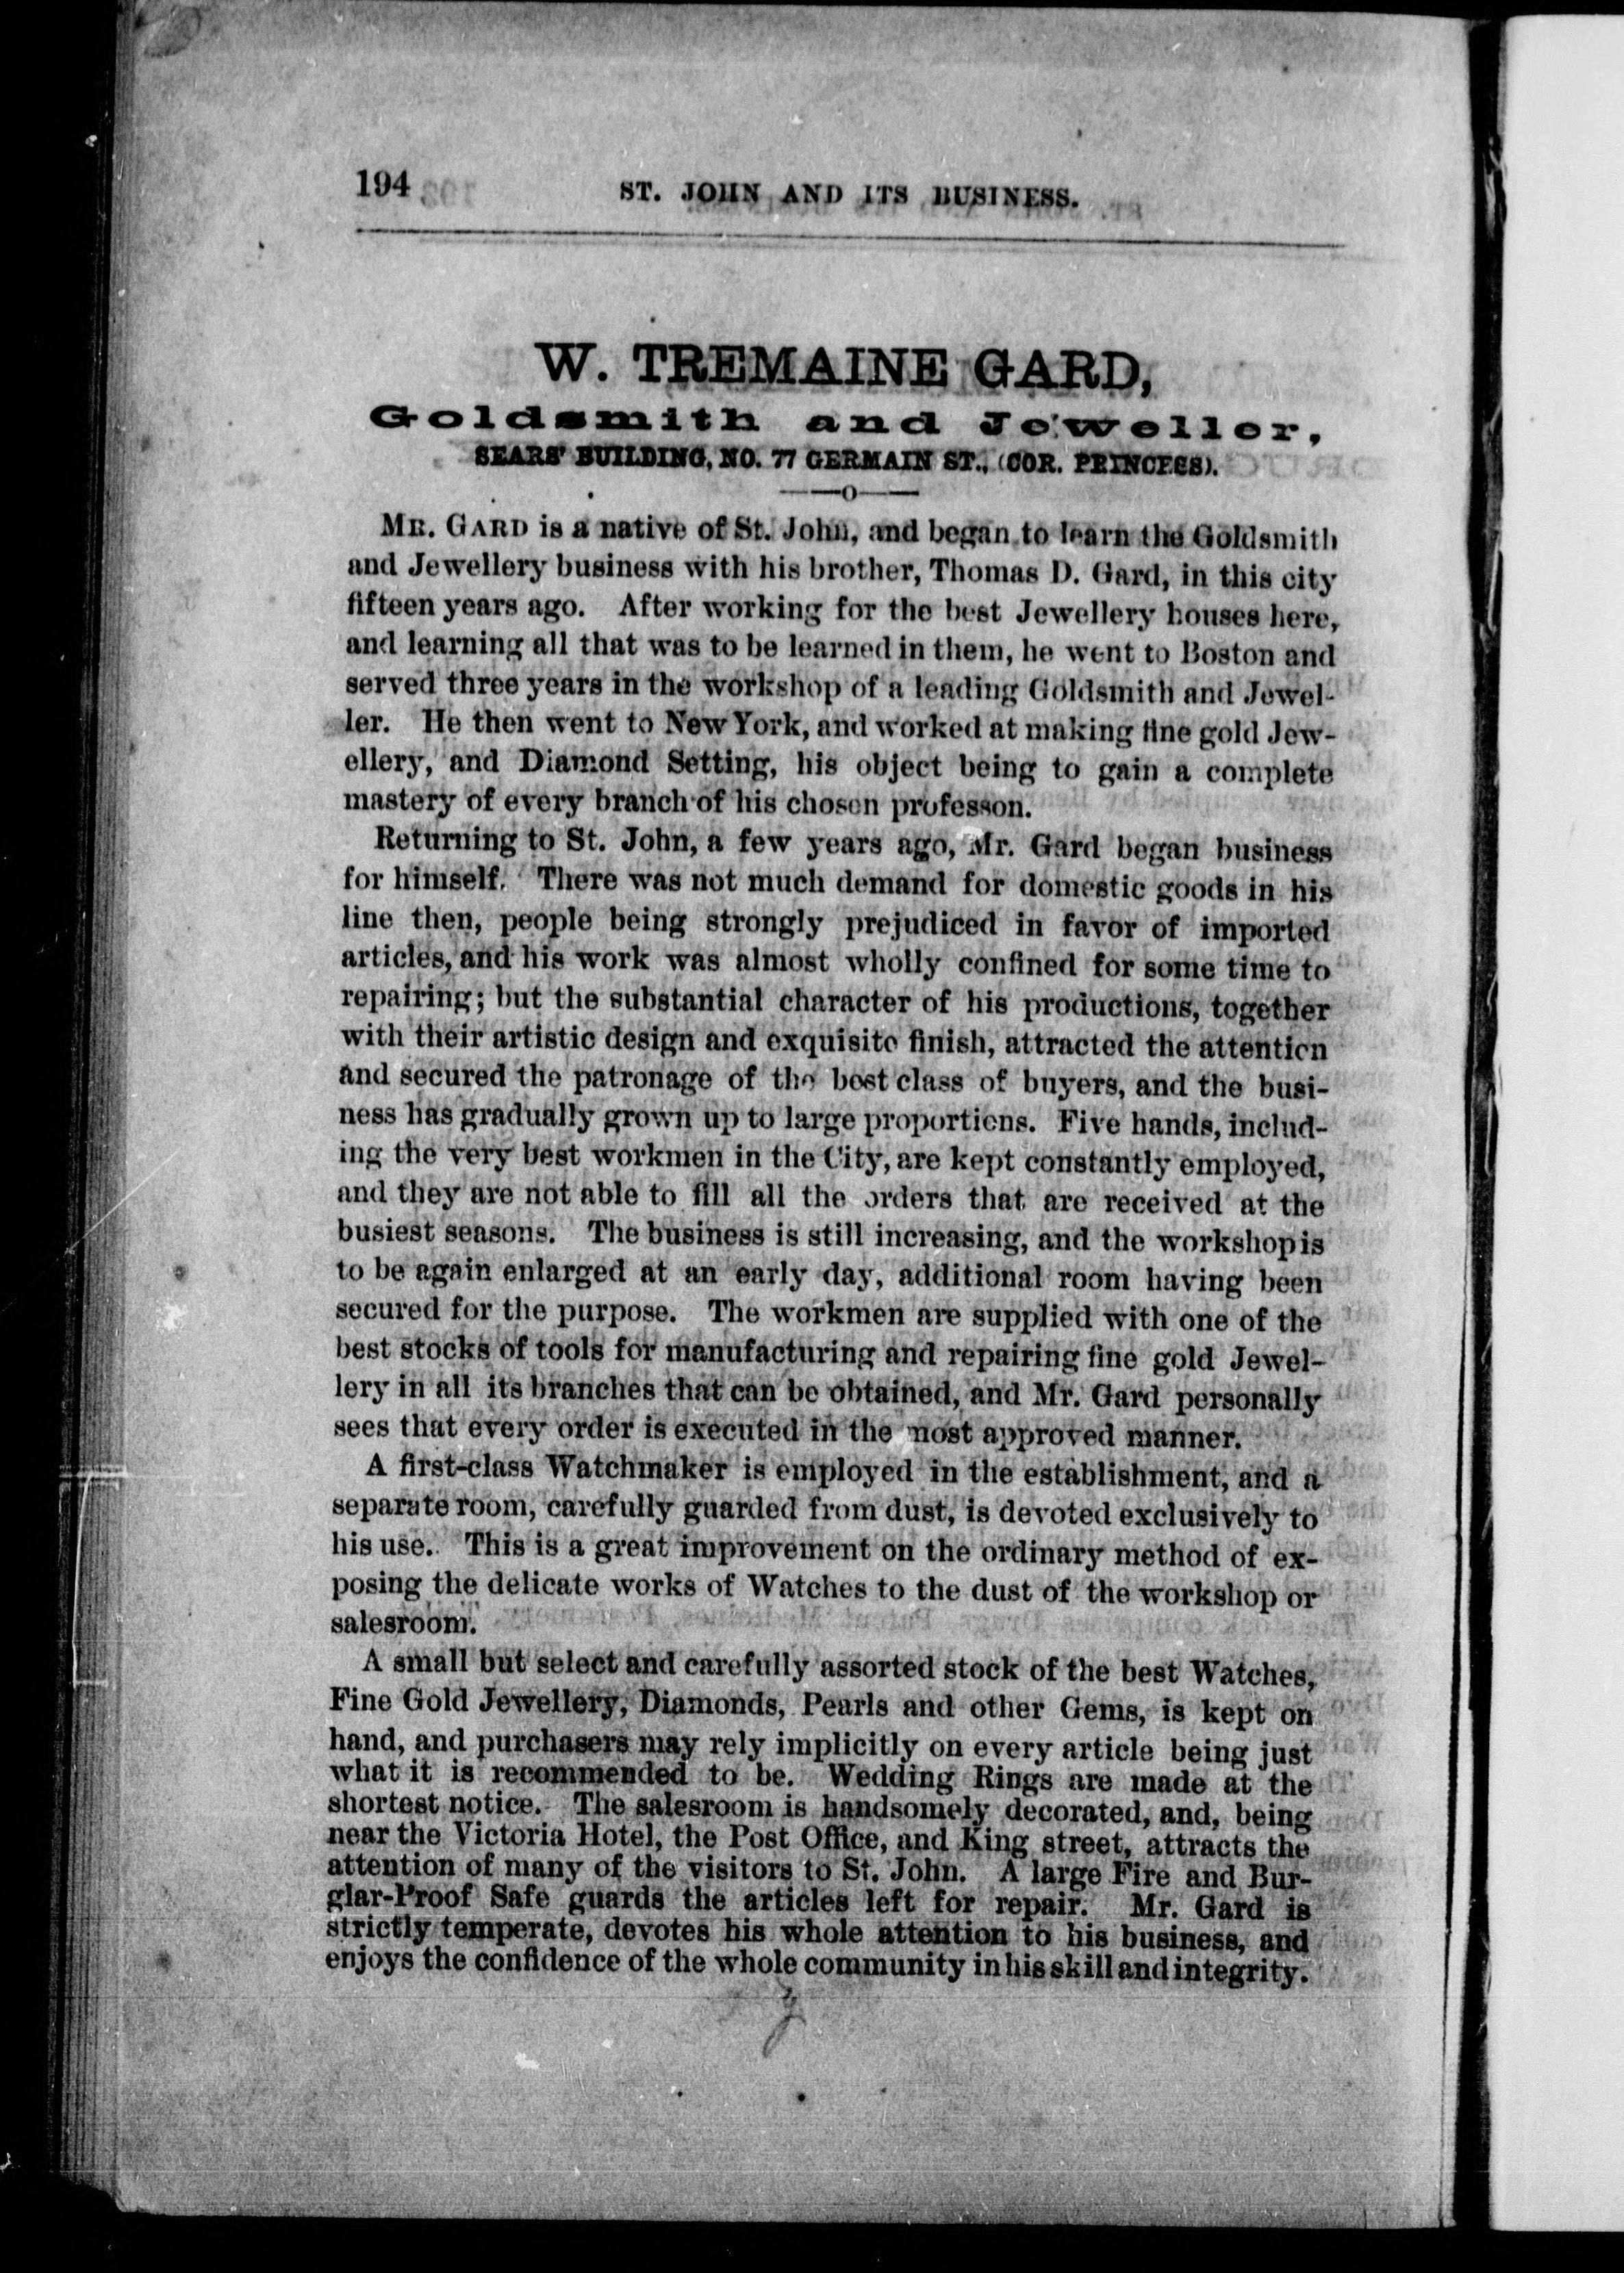 194
ST. JOHN AND ITS BUSINESS.
W. TREMAINE GARD,
Goldsmith and Jeweller,
SEARS' BUILDING, NO. 77 GERMAIN ST., (COR. PRINCESS).
——o——
MR. GARD is a native of St. John, and began to learn the Goldsmith
and Jewellery business with his brother, Thomas D. Gard, in this city
fifteen years ago. After working for the best Jewellery houses here,
and learning all that was to be learned in them, he went to Boston and
served three years in the workshop of a leading Goldsmith and Jewel-
ler. He then went to New York, and worked at making fine gold Jew-
ellery, and Diamond Setting, his object being to gain a complete
mastery of every branch of his chosen professon.
Returning to St. John, a few years ago, Mr. Gard began business
for himself. There was not much demand for domestic goods in his
line then, people being strongly prejudiced in favor of imported
articles, and his work was almost wholly confined for some time to
repairing; but the substantial character of his productions, together
with their artistic design and exquisite finish, attracted the attention
and secured the patronage of the best class of buyers, and the busi-
ness has gradually grown up to large proportions. Five hands, includ-
ing the very best workmen in the City, are kept constantly employed,
and they are not able to fill all the orders that are received at the
busiest seasons. The business is still increasing, and the workshop is
to be again enlarged at an early day, additional room having been
secured for the purpose. The workmen are supplied with one of the
best stocks of tools for manufacturing and repairing fine gold Jewel-
lery in all its branches that can be obtained, and Mr. Gard personally
sees that every order is executed in the most approved manner.
A first-class Watchmaker is employed in the establishment, and a
separate room, carefully guarded from dust, is devoted exclusively to
his use. This is a great improvement on the ordinary method of ex-
posing the delicate works of Watches to the dust of the workshop or
salesroom.
A small but select and carefully assorted stock of the best Watches,
Fine Gold Jewellery, Diamonds, Pearls and other Gems, is kept on
hand, and purchasers may rely implicitly on every article being just
what it is recommended to be. Wedding Rings are made at the
shortest notice. The salesroom is handsomely decorated, and, being
near the Victoria Hotel, the Post Office, and King street, attracts the
attention of many of the visitors to St. John. A large Fire and Bur-
glar-Proof Safe guards the articles left for repair. Mr. Gard is
strictly temperate, devotes his whole attention to his business, and
enjoys the confidence of the whole community in his skill and integrity.